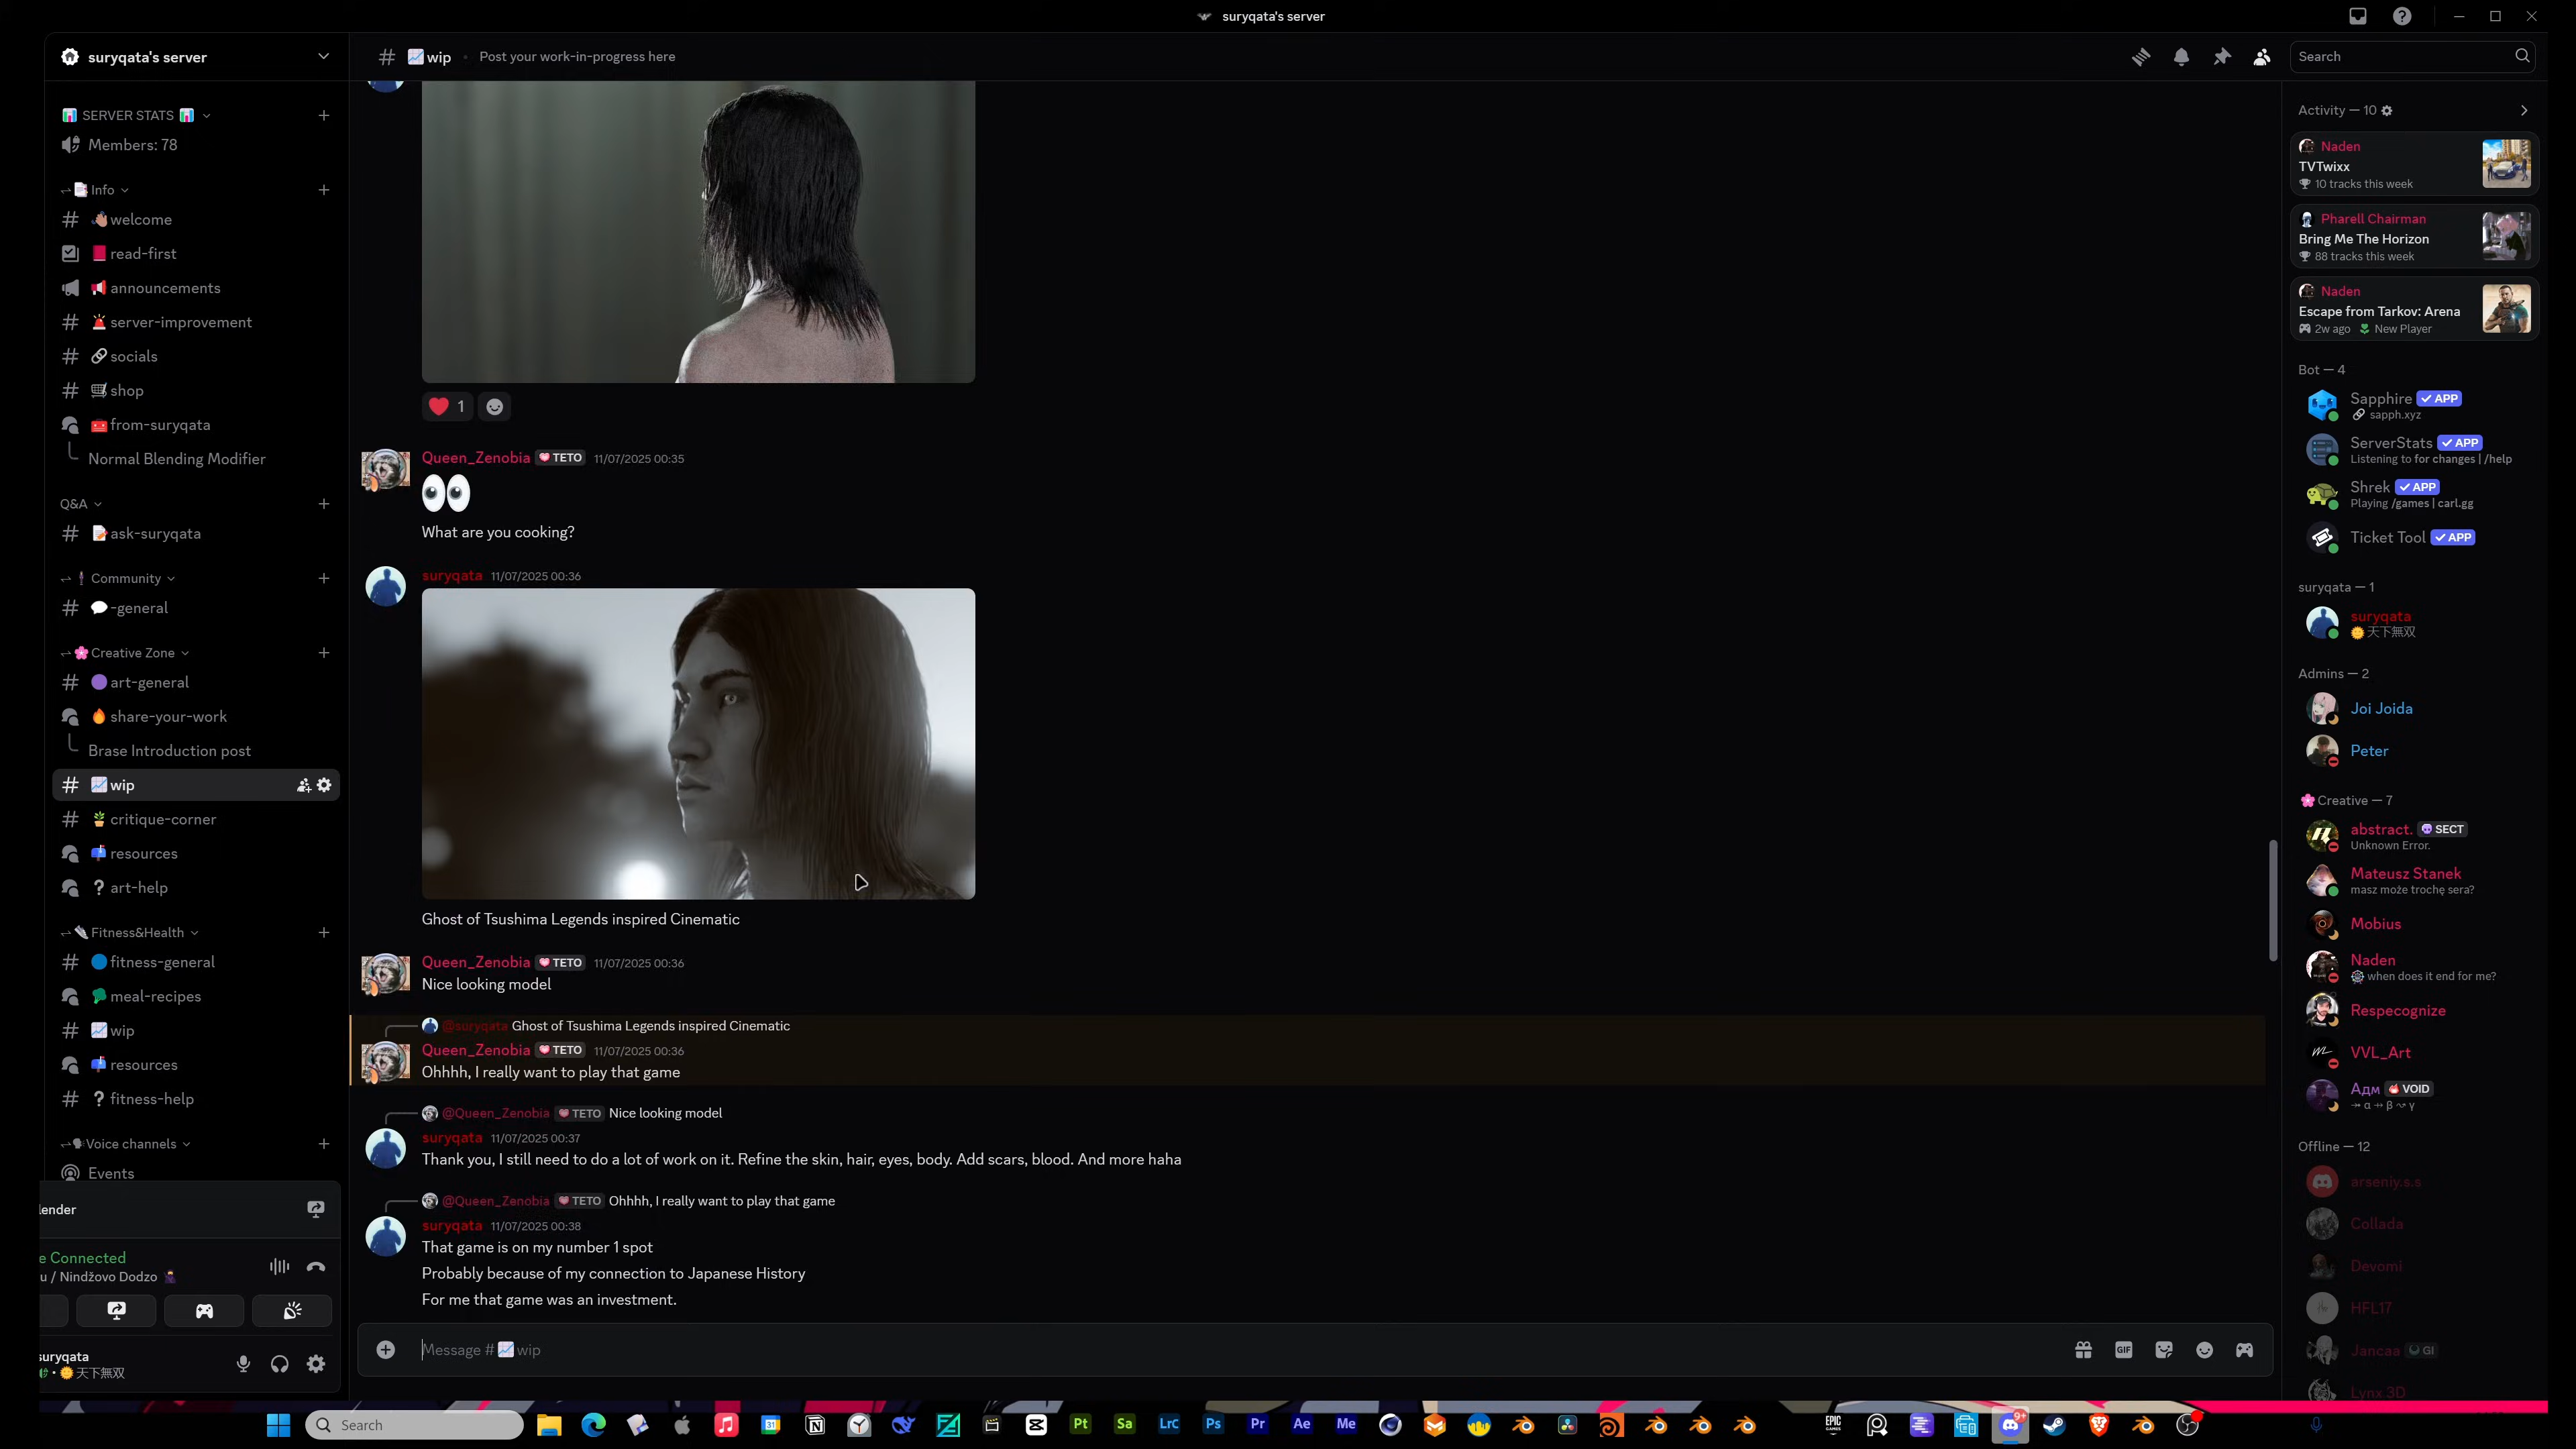 suryqata's server
suryqata's server
SERVER STATS
Members: 78
Info
welcome
read-first
announcements
server-improvement
socials
shop
from-suryqata
Normal Blending Modifier
Q&A
ask-suryqata
Community
-general
Creative Zone
art-general
share-your-work
Brase Introduction post
wip
critique-corner
resources
art-help
Fitness&Health
fitness-general
meal-recipes
wip
resources
fitness-help
Voice channels
Events
lender
e Connected
u / Nindžovo Dodzo
suryqata
天下無双
wip • Post your work-in-progress here
Search
1
Queen_Zenobia TETO 11/07/2025 00:35
What are you cooking?
suryqata 11/07/2025 00:36
Ghost of Tsushima Legends inspired Cinematic
Queen_Zenobia TETO 11/07/2025 00:36
Nice looking model
@suryqata Ghost of Tsushima Legends inspired Cinematic
Queen_Zenobia TETO 11/07/2025 00:36
Ohhhh, I really want to play that game
@Queen_Zenobia TETO Nice looking model
suryqata 11/07/2025 00:37
Thank you, I still need to do a lot of work on it. Refine the skin, hair, eyes, body. Add scars, blood. And more haha
@Queen_Zenobia TETO Ohhhh, I really want to play that game
suryqata 11/07/2025 00:38
That game is on my number 1 spot
Probably because of my connection to Japanese History
For me that game was an investment.
Message # wip
GIF
Activity — 10
Naden
TVTwixx
10 tracks this week
Pharell Chairman
Bring Me The Horizon
88 tracks this week
Naden
Escape from Tarkov: Arena
2w ago New Player
Bot — 4
Sapphire APP
sapph.xyz
ServerStats APP
Listening to for changes | /help
Shrek APP
Playing /games | carl.gg
Ticket Tool APP
suryqata — 1
suryqata
天下無双
Admins — 2
Joi Joida
Peter
Creative — 7
abstract. SECT
Unknown Error.
Mateusz Stanek
masz może trochę sera?
Mobius
Naden
when does it end for me?
Respecognize
VVL_Art
Адм VOID
α β γ
Offline — 12
arseniy.s.s
Collada
Devomi
HFL17
Jancaa GI
Lynx 3D
Search
31
Pt
Sa
LrC
Ps
Pr
Ae
Me
EPIC GAMES
9+